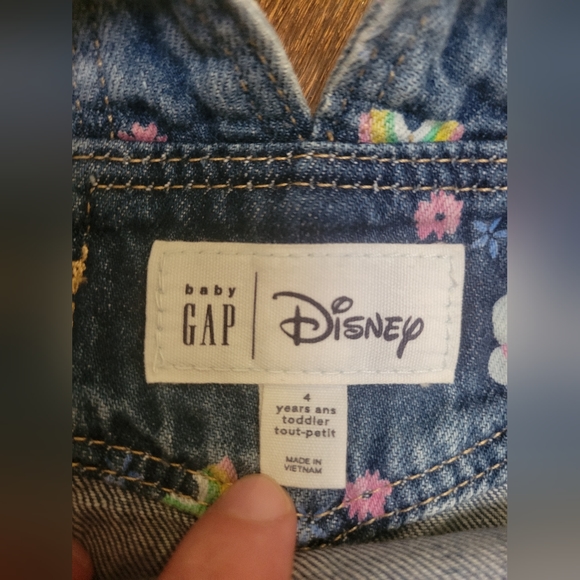 baby
GAP
Disney
4
years ans
toddler
tout-petit
MADE IN
VIETNAM